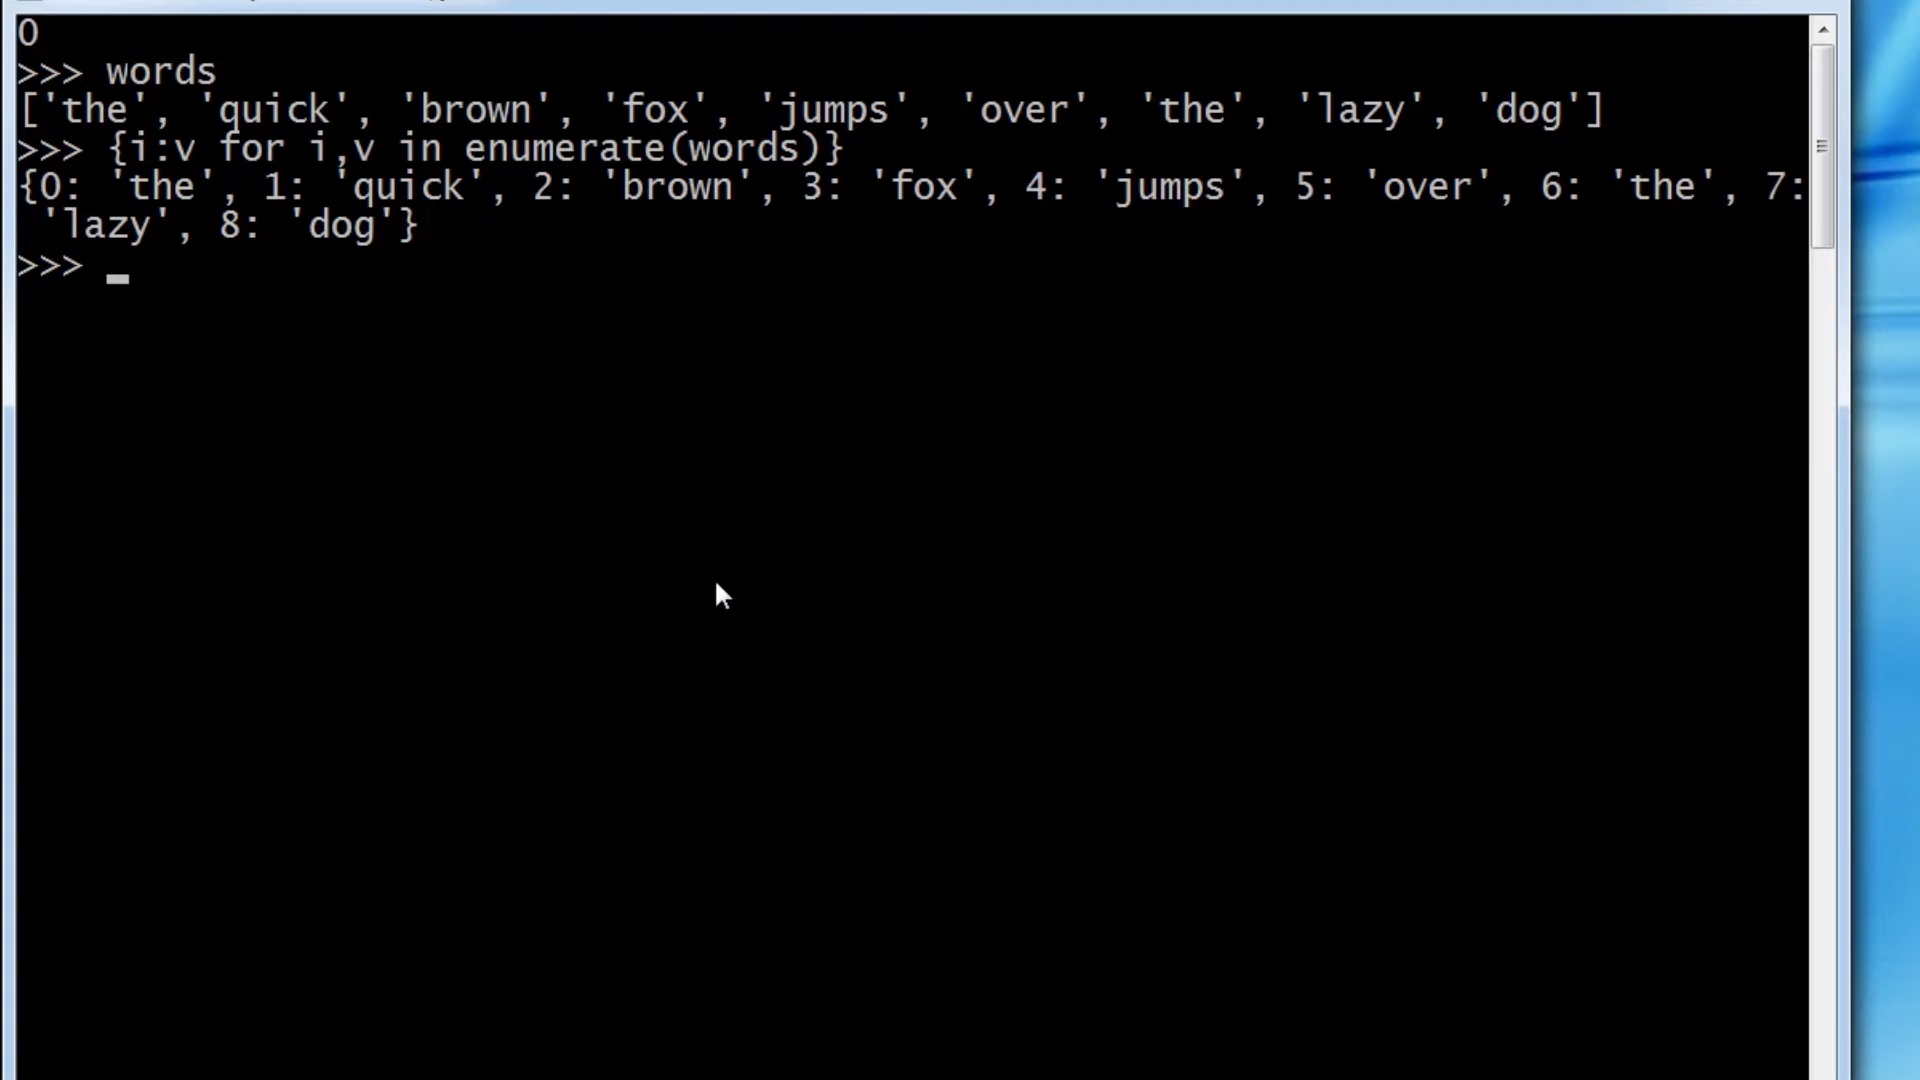 0
>>> words
['the', 'quick', 'brown', 'fox', 'jumps', 'over', 'the', 'lazy', 'dog']
>>> {i:v for i,v in enumerate(words)}
{0: 'the', 1: 'quick', 2: 'brown', 3: 'fox', 4: 'jumps', 5: 'over', 6: 'the', 7:
 'lazy', 8: 'dog'}
>>>